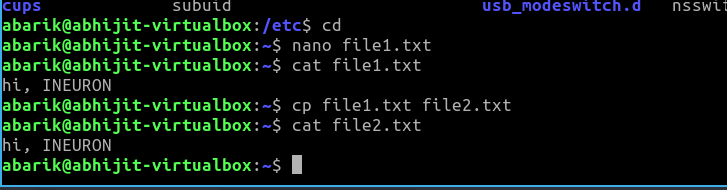 cups subuid usb_modeswitch.d nsswit
abarik@abhijit-virtualbox:/etc$ cd
abarik@abhijit-virtualbox:~$ nano file1.txt
abarik@abhijit-virtualbox:~$ cat file1.txt
hi, INEURON
abarik@abhijit-virtualbox:~$ cp file1.txt file2.txt
abarik@abhijit-virtualbox:~$ cat file2.txt
hi, INEURON
abarik@abhijit-virtualbox:~$